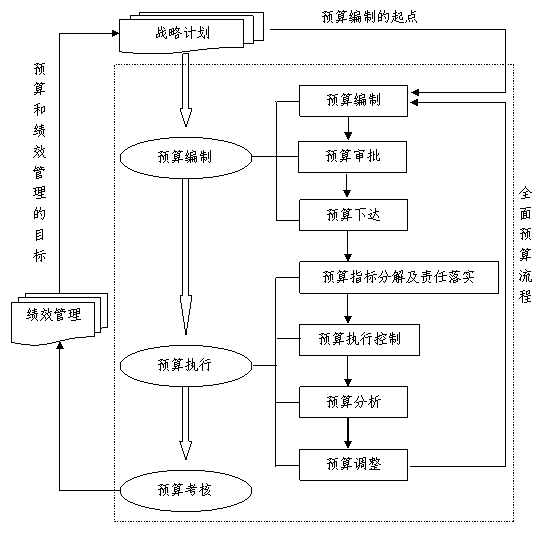 预算编制的起点
战略计划
预算和绩效管理的目标
预算编制
预算编制
预算审批
预算下达
全面预算流程
预算指标分解及责任落实
绩效管理
预算执行控制
预算执行
预算分析
预算调整
预算考核